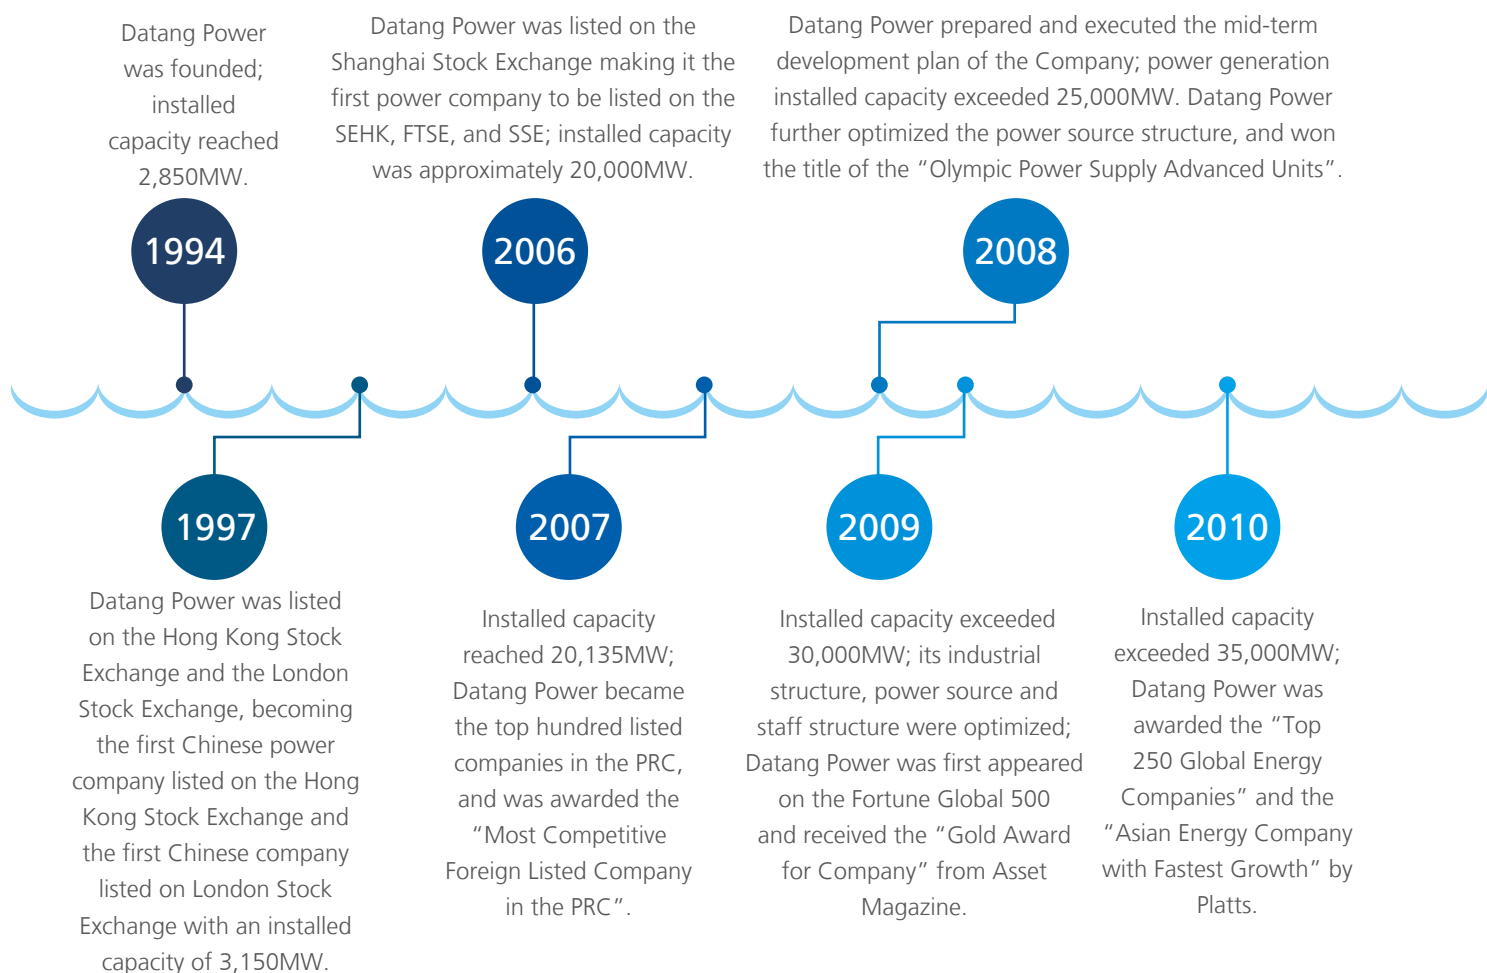 Datang Power
was founded;
installed
capacity reached
2,850MW.
1994
Datang Power was listed on the
Shanghai Stock Exchange making it the
first power company to be listed on the
SEHK, FTSE, and SSE; installed capacity
was approximately 20,000MW.
2006
Datang Power prepared and executed the mid-term
development plan of the Company; power generation
installed capacity exceeded 25,000MW. Datang Power
further optimized the power source structure, and won
the title of the “Olympic Power Supply Advanced Units”.
2008
1997
Datang Power was listed
on the Hong Kong Stock
Exchange and the London
Stock Exchange, becoming
the first Chinese power
company listed on the Hong
Kong Stock Exchange and
the first Chinese company
listed on London Stock
Exchange with an installed
capacity of 3,150MW.
2007
Installed capacity
reached 20,135MW;
Datang Power became
the top hundred listed
companies in the PRC,
and was awarded the
“Most Competitive
Foreign Listed Company
in the PRC”.
2009
Installed capacity exceeded
30,000MW; its industrial
structure, power source and
staff structure were optimized;
Datang Power was first appeared
on the Fortune Global 500
and received the “Gold Award
for Company” from Asset
Magazine.
2010
Installed capacity
exceeded 35,000MW;
Datang Power was
awarded the “Top
250 Global Energy
Companies” and the
“Asian Energy Company
with Fastest Growth” by
Platts.